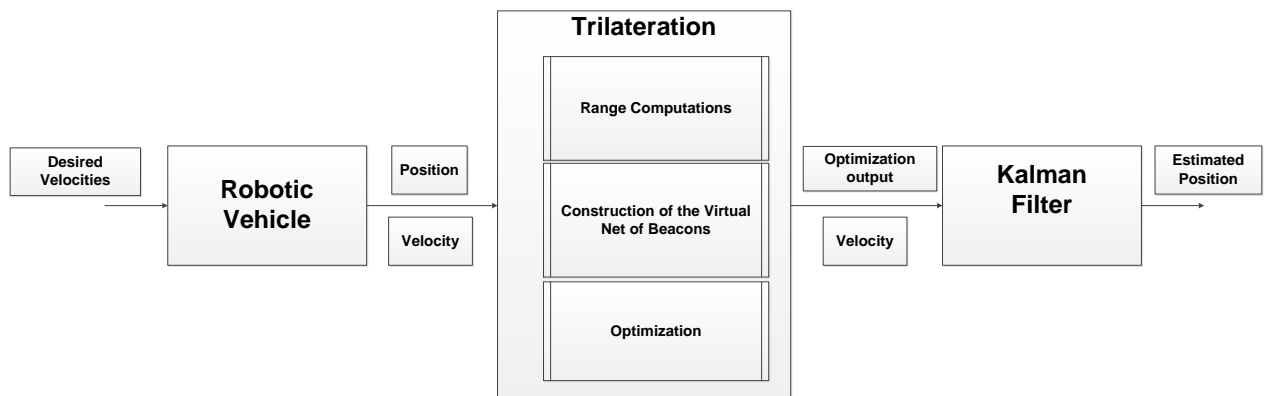 Trilateration
Range Computations
Desired
Velocities
Robotic
Vehicle
Position
Velocity
Construction of the Virtual
Net of Beacons
Optimization
Optimization
output
Velocity
Kalman
Filter
Estimated
Position